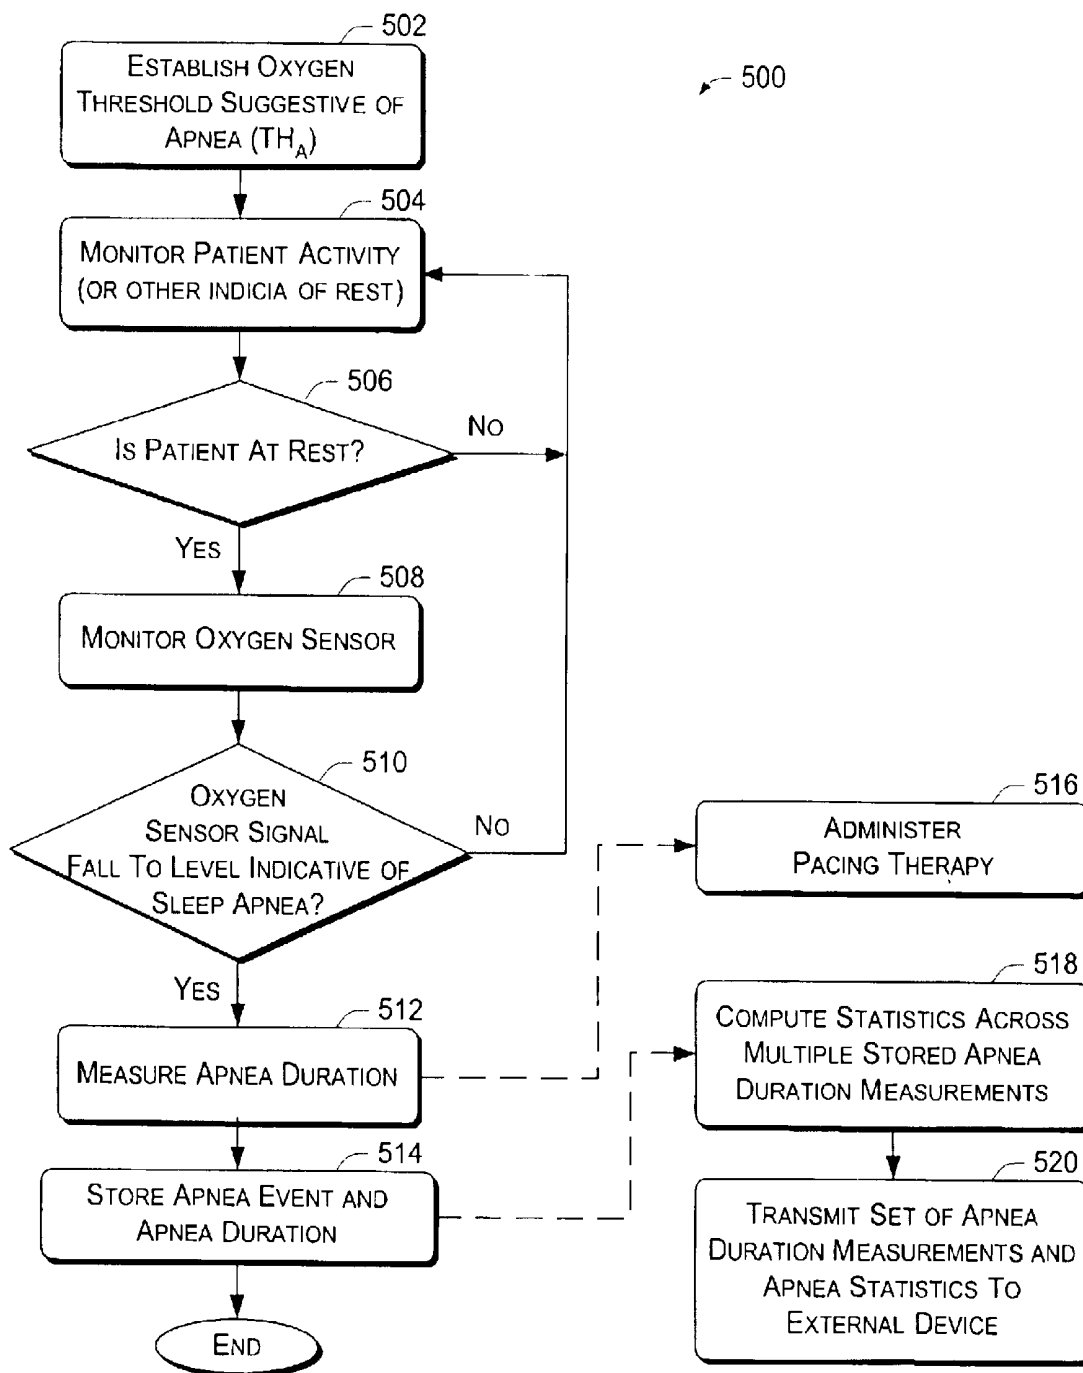 502
ESTABLISH OXYGEN
THRESHOLD SUGGESTIVE OF
APNEA (THA)
500
504
MONITOR PATIENT ACTIVITY
(OR OTHER INDICIA OF REST)
506
IS PATIENT AT REST?
NO
YES
508
MONITOR OXYGEN SENSOR
510
OXYGEN
SENSOR SIGNAL
FALL TO LEVEL INDICATIVE OF
SLEEP APNEA?
NO
YES
512
MEASURE APNEA DURATION
514
STORE APNEA EVENT AND
APNEA DURATION
END
516
ADMINISTER
PACING THERAPY
518
COMPUTE STATISTICS ACROSS
MULTIPLE STORED APNEA
DURATION MEASUREMENTS
520
TRANSMIT SET OF APNEA
DURATION MEASUREMENTS AND
APNEA STATISTICS TO
EXTERNAL DEVICE